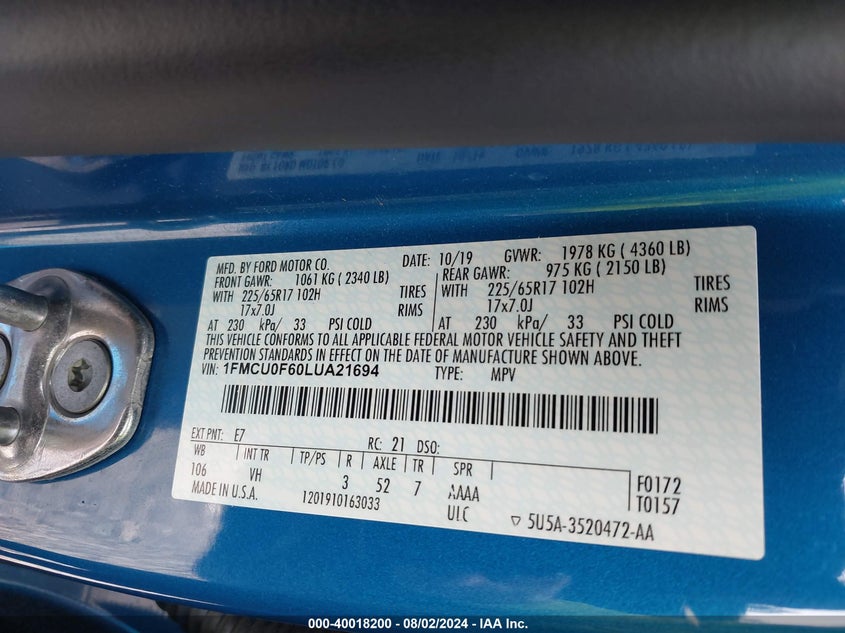 MFD. BY FORD MOTOR CO. DATE: 10/19 GVWR: 1978 KG ( 4360 LB)
FRONT GAWR: 1061 KG ( 2340 LB) REAR GAWR: 975 KG ( 2150 LB)
WITH 225/65R17 102H TIRES WITH 225/65R17 102H TIRES
17x7.0J RIMS 17x7.0J RIMS
AT 230 kPa/ 33 PSI COLD AT 230 kPa/ 33 PSI COLD
THIS VEHICLE CONFORMS TO ALL APPLICABLE FEDERAL MOTOR VEHICLE SAFETY AND THEFT
PREVENTION STANDARDS IN EFFECT ON THE DATE OF MANUFACTURE SHOWN ABOVE.
VIN: 1FMCU0F60LUA21694 TYPE: MPV
EXT PNT: E7 RC: 21 DSO:
WB INT TR TP/PS R AXLE TR SPR
106 VH 3 52 7 AAAA F0172
MADE IN U.S.A. 1201910163033 ULC T0157
5U5A-3520472-AA
000-40018200 - 08/02/2024 - IAA Inc.